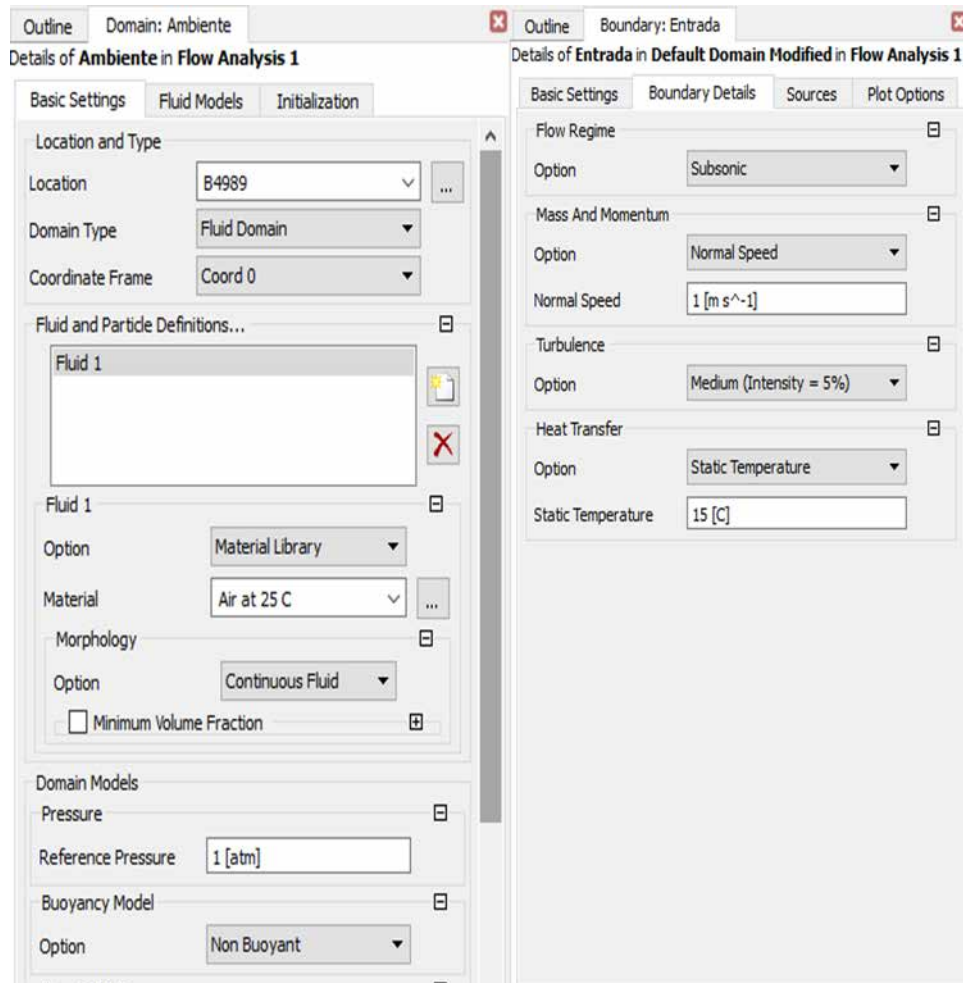 Outline Domain: Ambiente
Details of Ambiente in Flow Analysis 1
Basic Settings Fluid Models Initialization
Location and Type
Location B4989 ...
Domain Type Fluid Domain
Coordinate Frame Coord 0
Fluid and Particle Definitions...
Fluid 1
Fluid 1
Option Material Library
Material Air at 25 C ...
Morphology
Option Continuous Fluid
Minimum Volume Fraction
Domain Models
Pressure
Reference Pressure 1 [atm]
Buoyancy Model
Option Non Buoyant
Outline Boundary: Entrada
Details of Entrada in Default Domain Modified in Flow Analysis 1
Basic Settings Boundary Details Sources Plot Options
Flow Regime
Option Subsonic
Mass And Momentum
Option Normal Speed
Normal Speed 1 [m s^-1]
Turbulence
Option Medium (Intensity = 5%)
Heat Transfer
Option Static Temperature
Static Temperature 15 [C]